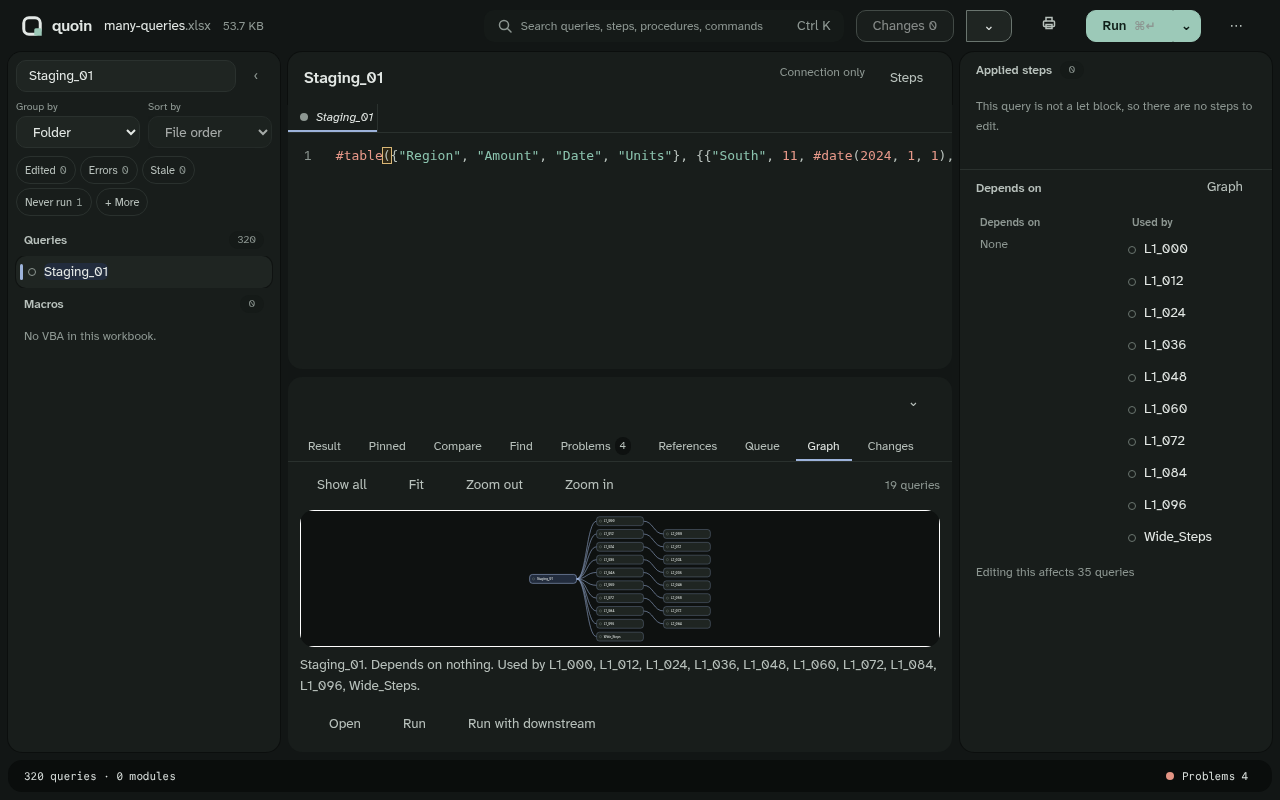 quoin many-queries.xlsx 53.7 KB Search queries, steps, procedures, commands Ctrl K Changes 0 Run ⌘↵ ...
Staging_01
Group by Sort by
Folder File order
Edited 0 Errors 0 Stale 0
Never run 1 + More
Queries 320
Staging_01
Macros 0
No VBA in this workbook.
Staging_01 Connection only Steps
Staging_01
1 #table({"Region", "Amount", "Date", "Units"}, {{"South", 11, #date(2024, 1, 1),
Result Pinned Compare Find Problems 4 References Queue Graph Changes
Show all Fit Zoom out Zoom in 19 queries
Staging_01
Wide_Steps
Staging_01. Depends on nothing. Used by L1_000, L1_012, L1_024, L1_036, L1_048, L1_060, L1_072, L1_084,
L1_096, Wide_Steps.
Open Run Run with downstream
Applied steps 0
This query is not a let block, so there are no steps to
edit.
Depends on Graph
Depends on Used by
None
L1_000
L1_012
L1_024
L1_036
L1_048
L1_060
L1_072
L1_084
L1_096
Wide_Steps
Editing this affects 35 queries
320 queries · 0 modules Problems 4